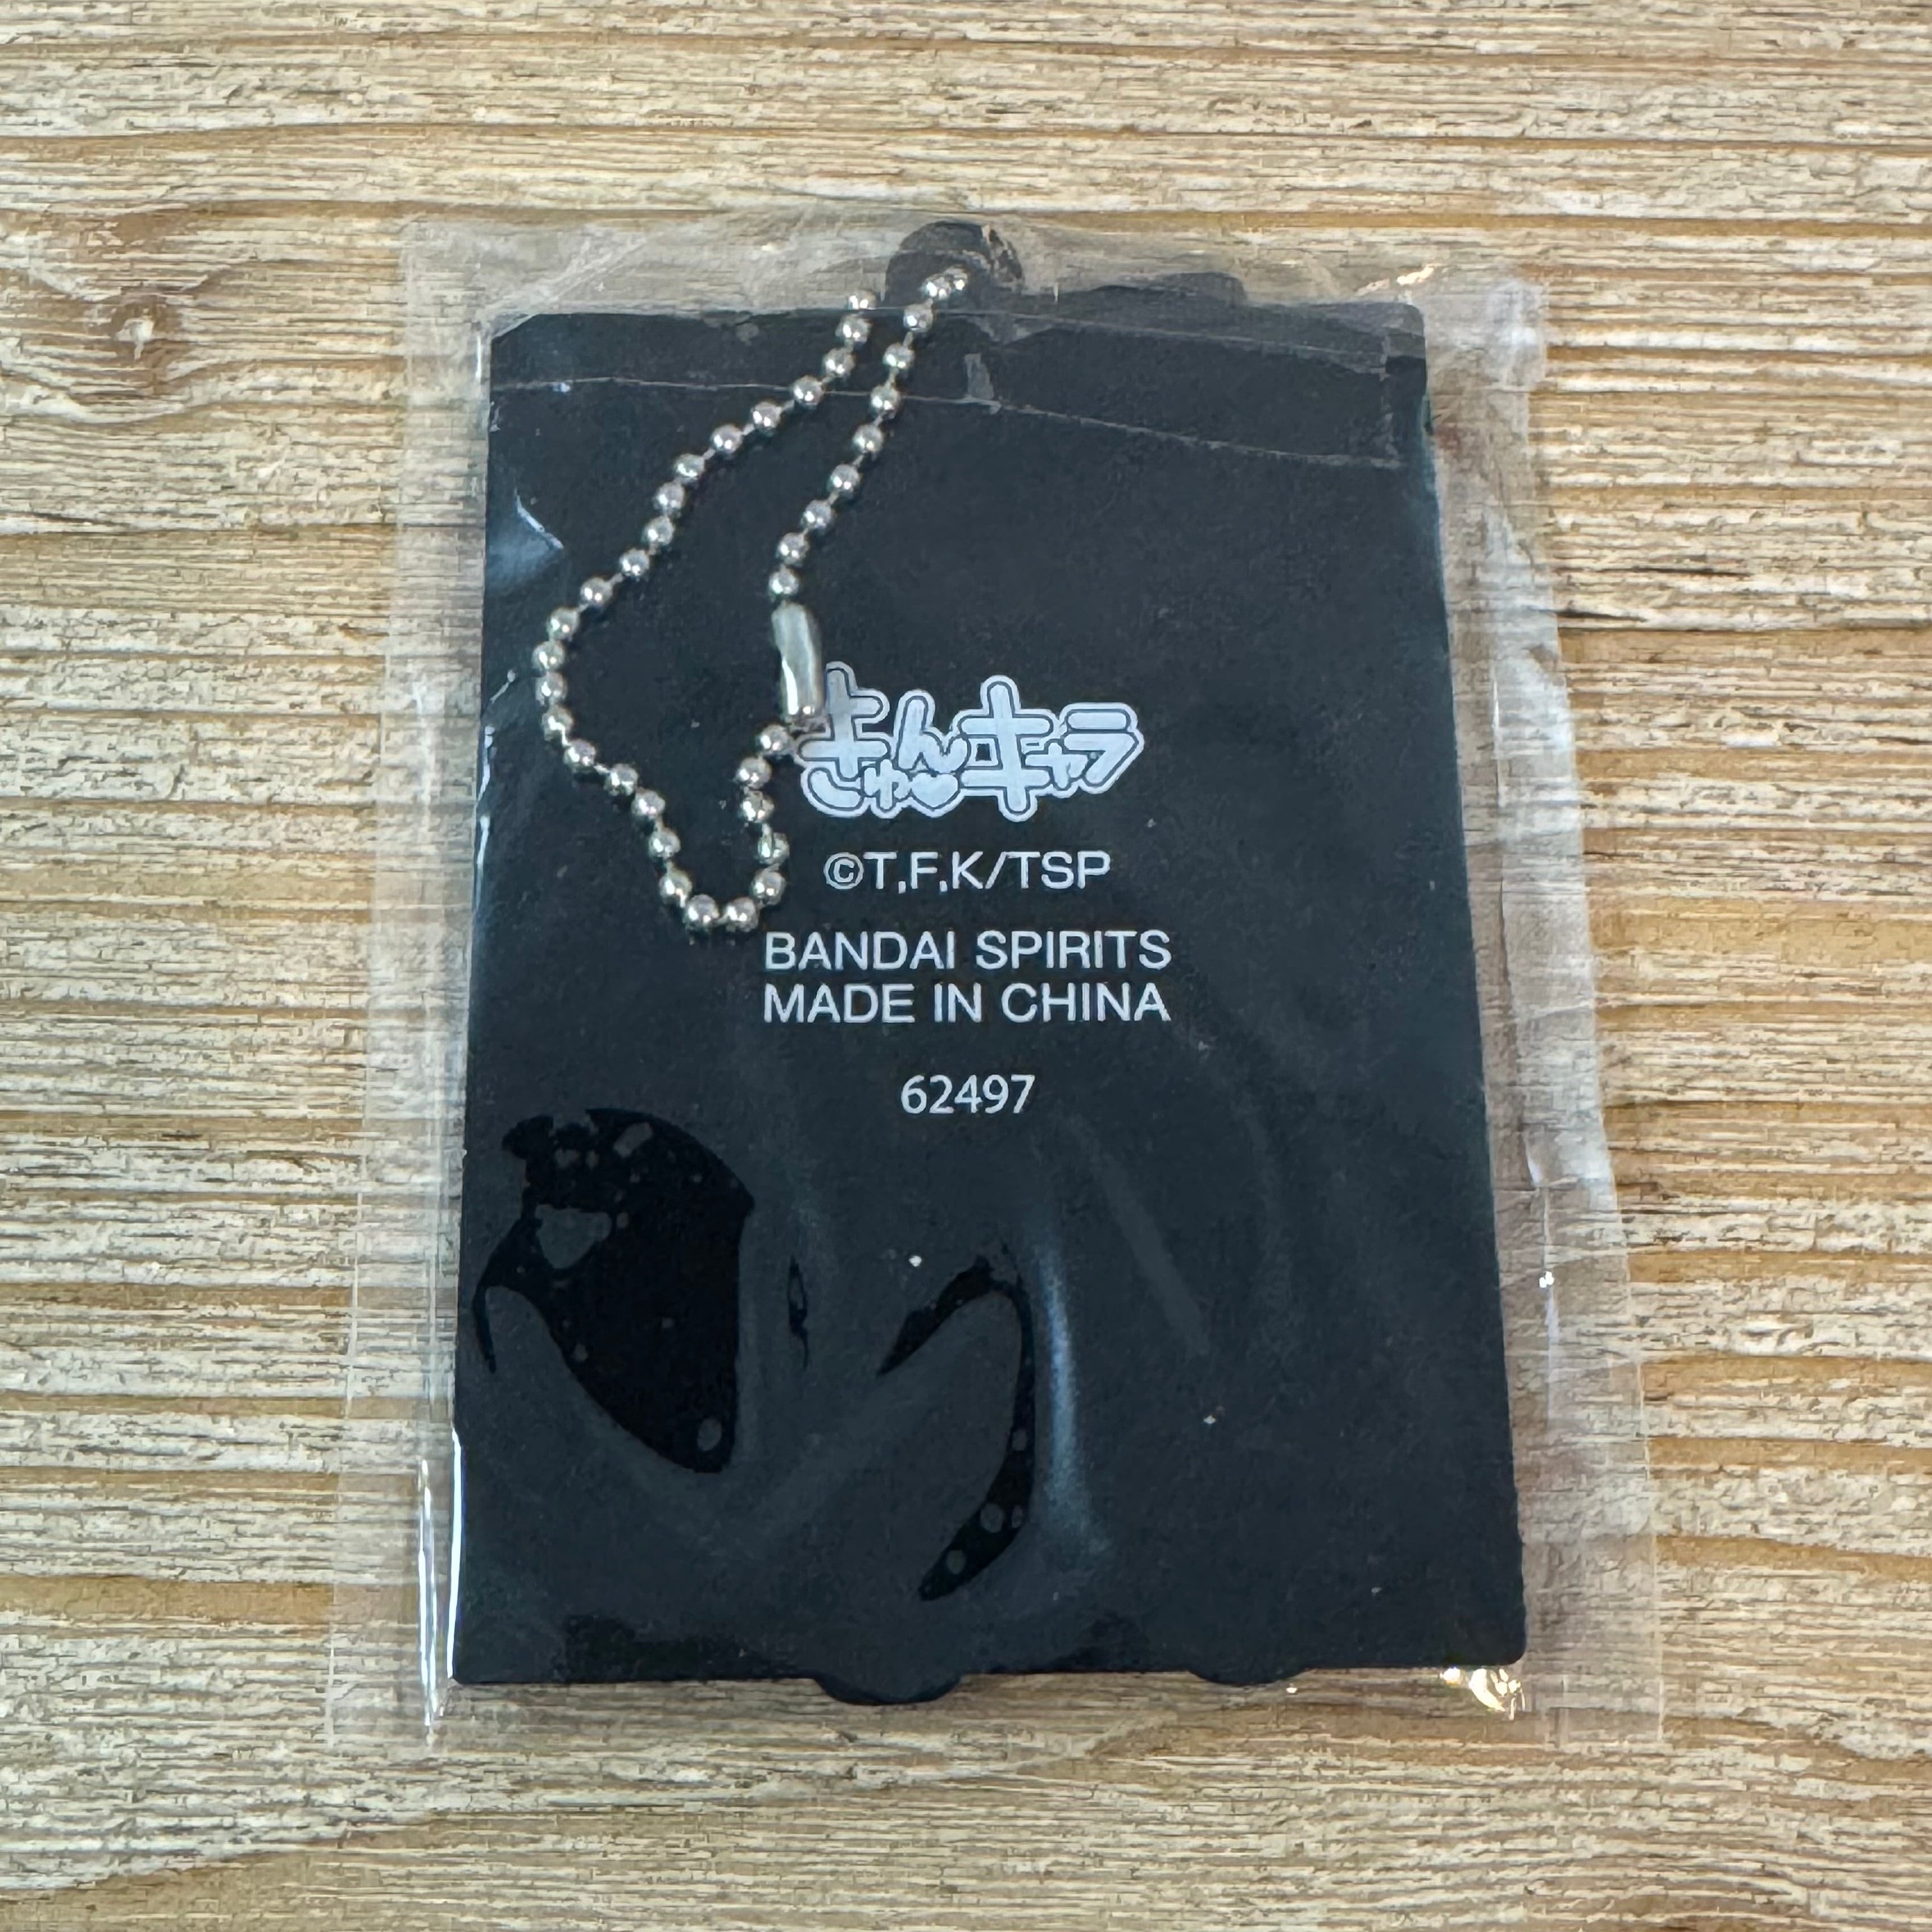 きゅんキャラ
©T,F,K/TSP
BANDAI SPIRITS
MADE IN CHINA
62497